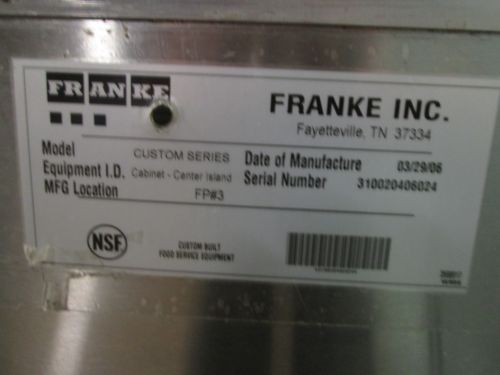 FRANKE
FRANKE INC.
Fayetteville, TN 37334
Model CUSTOM SERIES
Equipment I.D. Cabinet - Center Island
MFG Location FP#3
Date of Manufacture 03/29/06
Serial Number 310020406024
NSF
CUSTOM BUILT
FOOD SERVICE EQUIPMENT